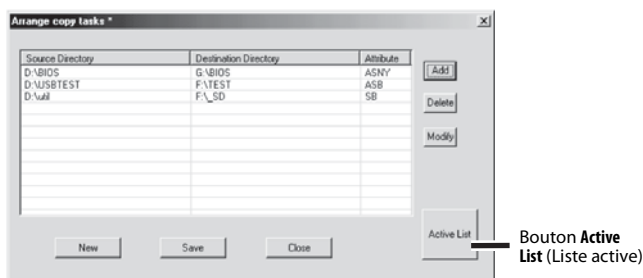 Arrange copy tasks *
Source Directory Destination Directory Attribute
D:\BIOS G:\BIOS ASNY
D:\USBTEST F:\TEST ASB
D:\util F:\_SD SB
Add
Delete
Modify
Active List
New Save Close
Bouton Active
List (Liste active)